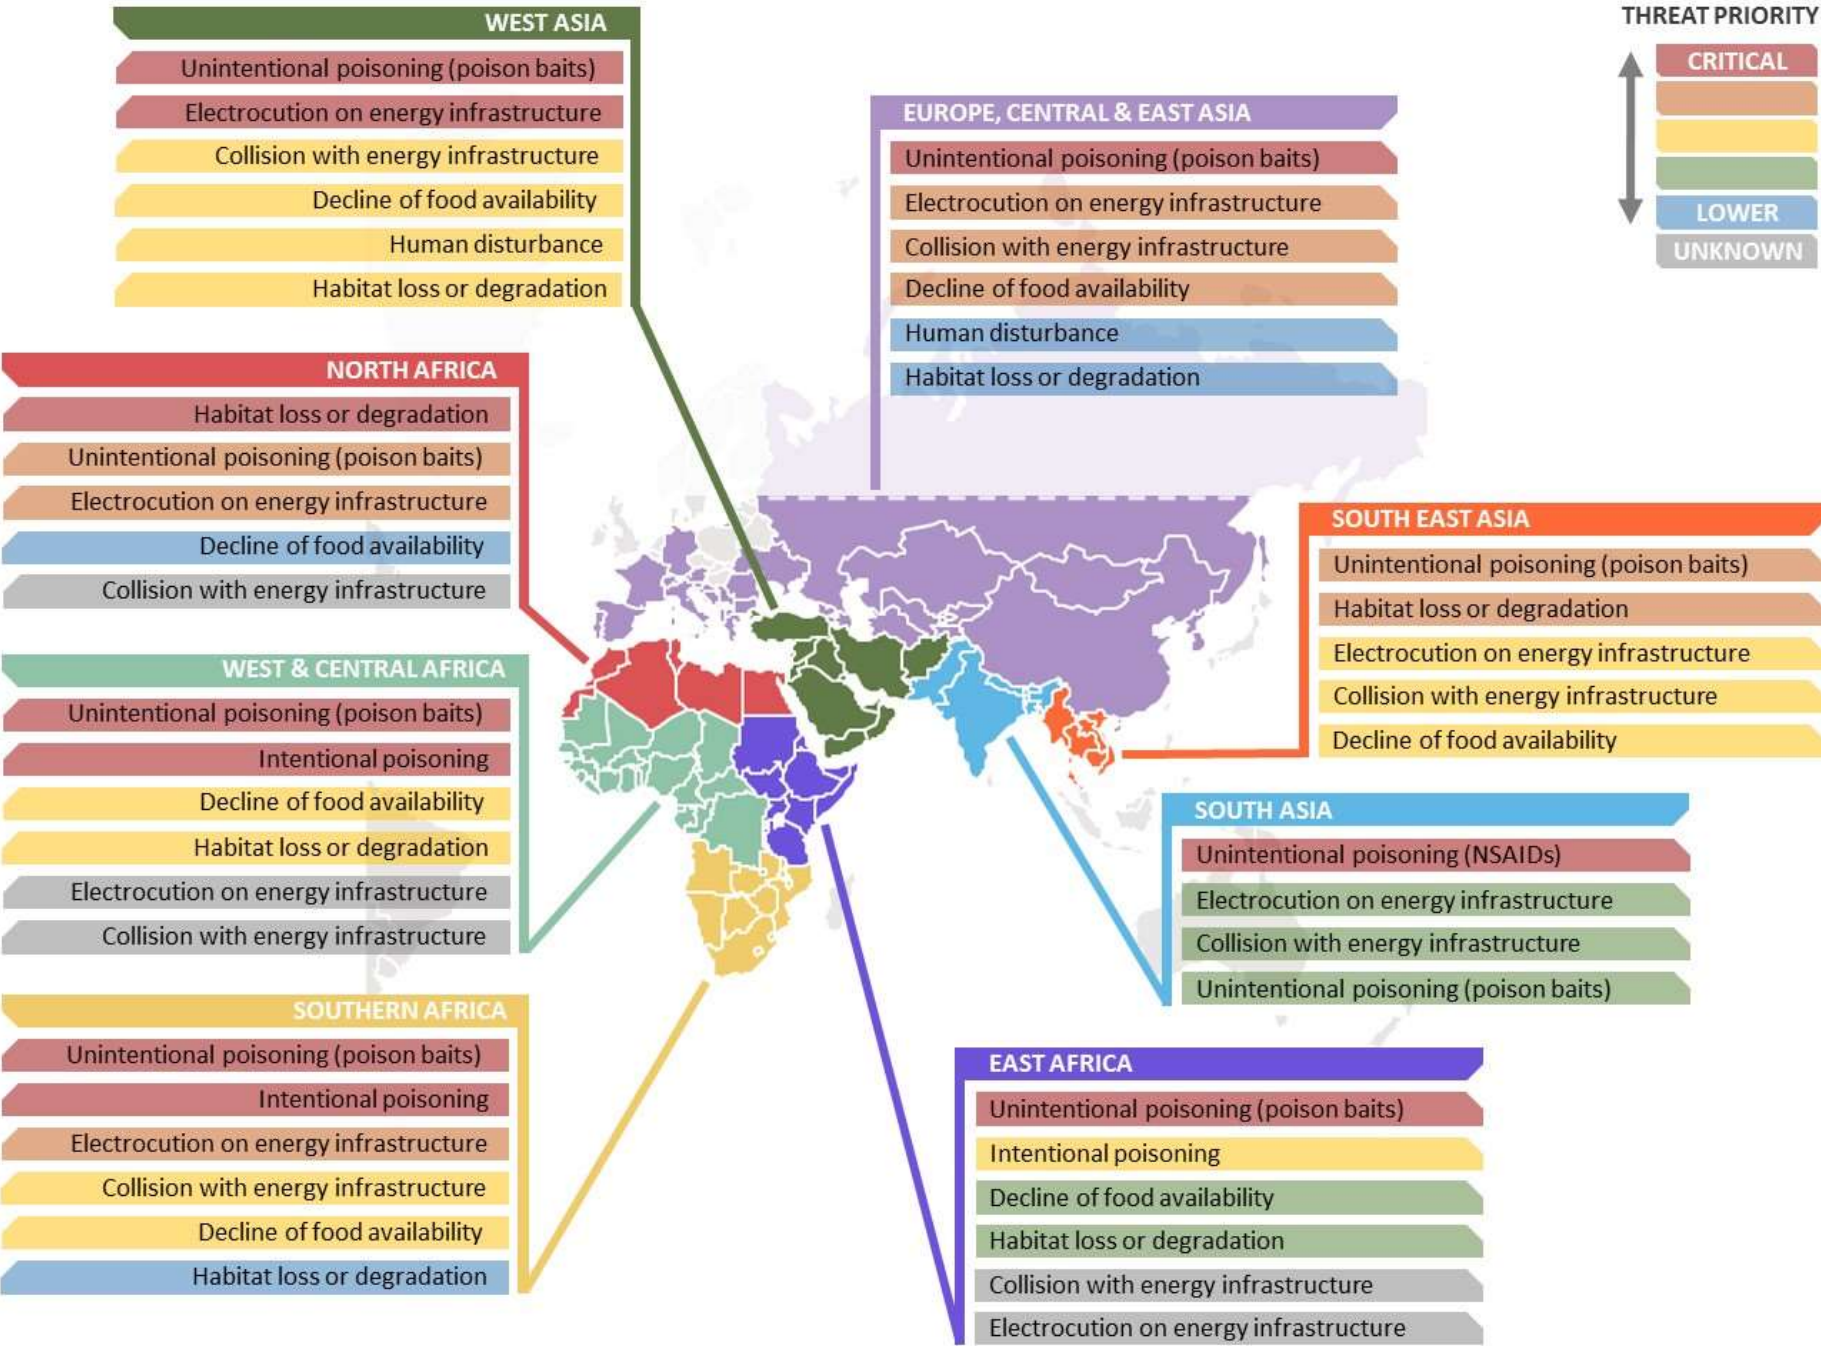 WEST ASIA
Unintentional poisoning (poison baits)
Electrocution on energy infrastructure
Collision with energy infrastructure
Decline of food availability
Human disturbance
Habitat loss or degradation
THREAT PRIORITY
CRITICAL
LOWER
UNKNOWN
EUROPE, CENTRAL & EAST ASIA
Unintentional poisoning (poison baits)
Electrocution on energy infrastructure
Collision with energy infrastructure
Decline of food availability
Human disturbance
Habitat loss or degradation
NORTH AFRICA
Habitat loss or degradation
Unintentional poisoning (poison baits)
Electrocution on energy infrastructure
Decline of food availability
Collision with energy infrastructure
SOUTH EAST ASIA
Unintentional poisoning (poison baits)
Habitat loss or degradation
Electrocution on energy infrastructure
Collision with energy infrastructure
Decline of food availability
WEST & CENTRAL AFRICA
Unintentional poisoning (poison baits)
Intentional poisoning
Decline of food availability
Habitat loss or degradation
Electrocution on energy infrastructure
Collision with energy infrastructure
SOUTH ASIA
Unintentional poisoning (NSAIDs)
Electrocution on energy infrastructure
Collision with energy infrastructure
Unintentional poisoning (poison baits)
SOUTHERN AFRICA
Unintentional poisoning (poison baits)
Intentional poisoning
Electrocution on energy infrastructure
Collision with energy infrastructure
Decline of food availability
Habitat loss or degradation
EAST AFRICA
Unintentional poisoning (poison baits)
Intentional poisoning
Decline of food availability
Habitat loss or degradation
Collision with energy infrastructure
Electrocution on energy infrastructure